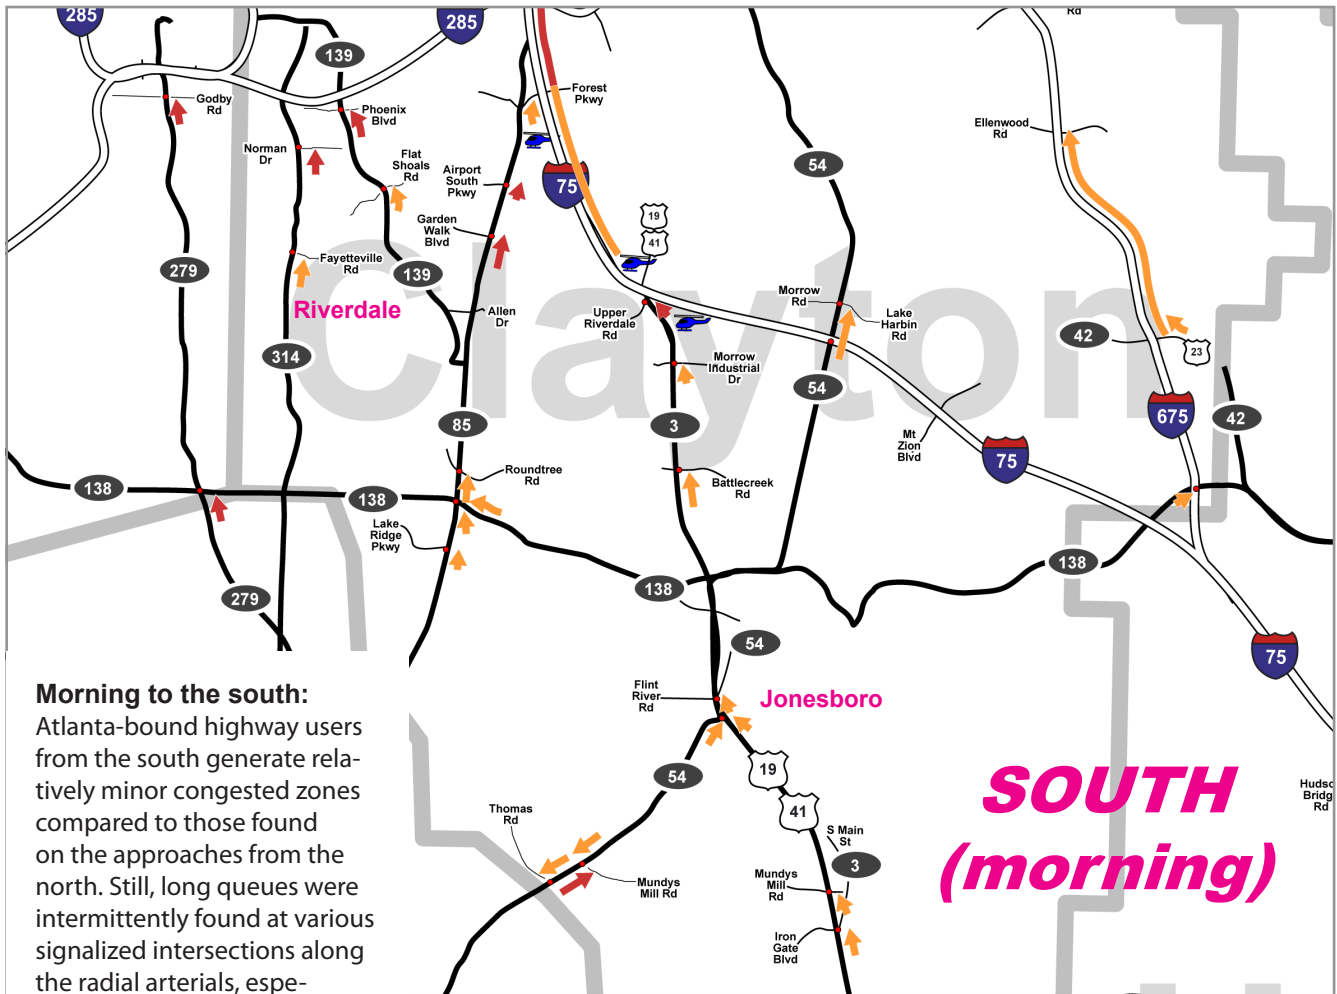 285
285
Rd
139
Forest
Pkwy
Godby
Rd
Phoenix
Blvd
Ellenwood
Rd
Norman
Dr
Flat
Shoals
Rd
Airport
South
Pkwy
54
75
19
41
Garden
Walk
Blvd
279
Fayetteville
Rd
139
Clayton
Riverdale
Allen
Dr
Upper
Riverdale
Rd
Morrow
Rd
Lake
Harbin
Rd
42
23
314
Morrow
Industrial
Dr
54
675
42
85
3
Mt
Zion
Blvd
75
Roundtree
Rd
Battlecreek
Rd
138
138
Lake
Ridge
Pkwy
138
138
279
54
75
Flint
River
Rd
Jonesboro
Morning to the south:
Atlanta-bound highway users
from the south generate rela-
tively minor congested zones
compared to those found
on the approaches from the
north. Still, long queues were
intermittently found at various
signalized intersections along
the radial arterials, espe-
54
19
41
Thomas
Rd
S Main
St
3
Mundys
Mill Rd
Mundys
Mill
Rd
Iron
Gate
Blvd
SOUTH
(morning)
Hudso
Bridg
Rd